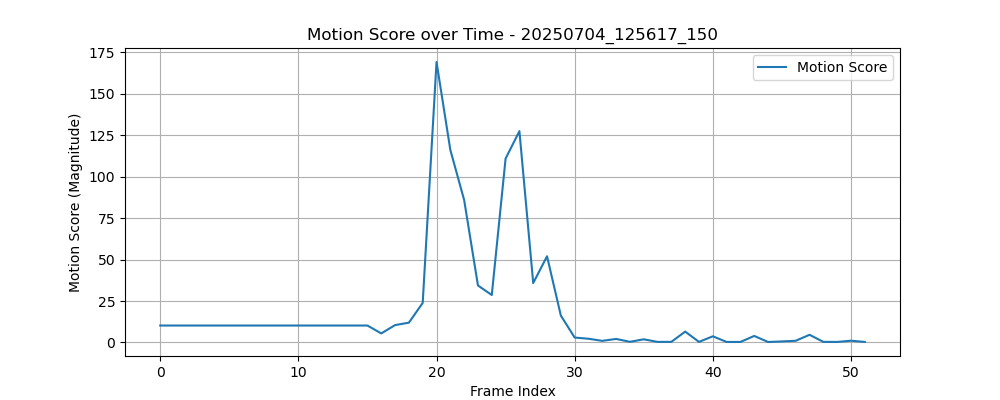 Motion Score over Time - 20250704_125617_150
Motion Score
175
150
125
100
75
50
25
0
Motion Score (Magnitude)
0 10 20 30 40 50
Frame Index